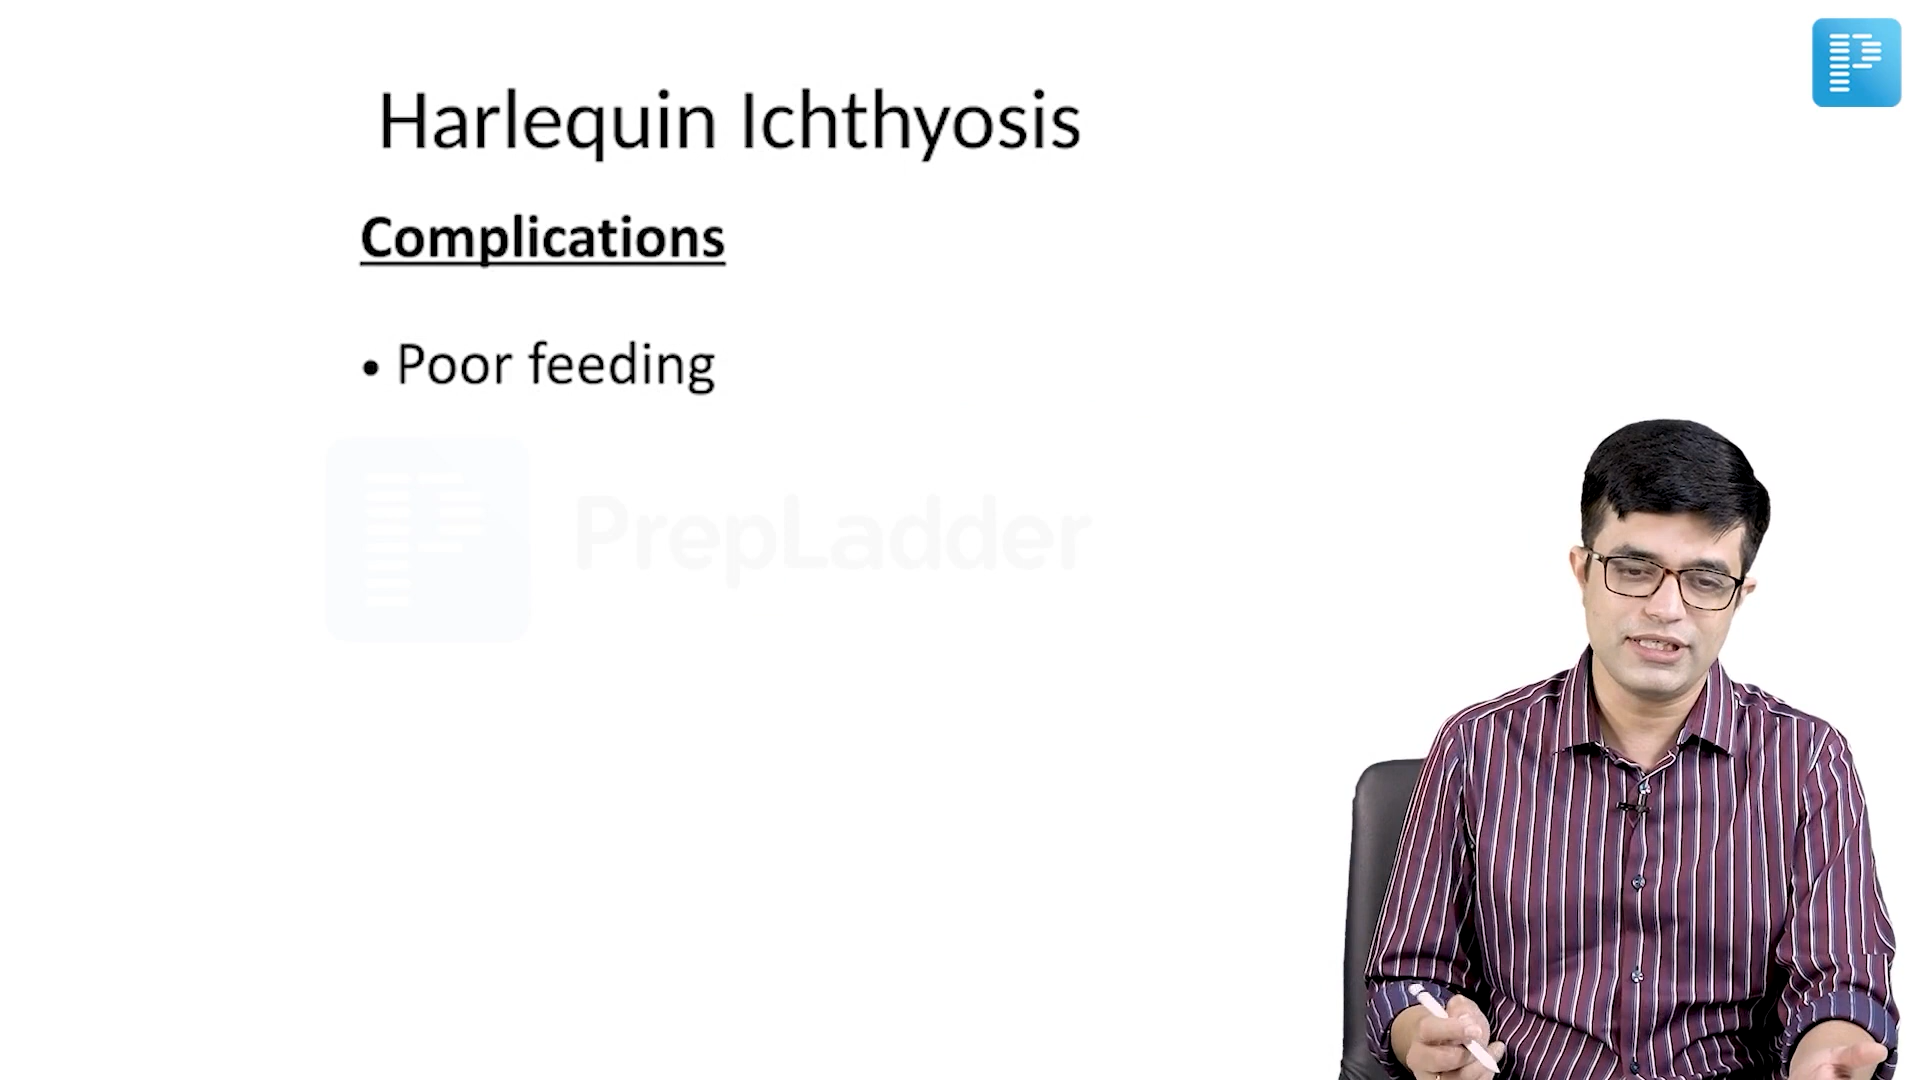 Harlequin Ichthyosis
Complications
• Poor feeding
PrepLadder